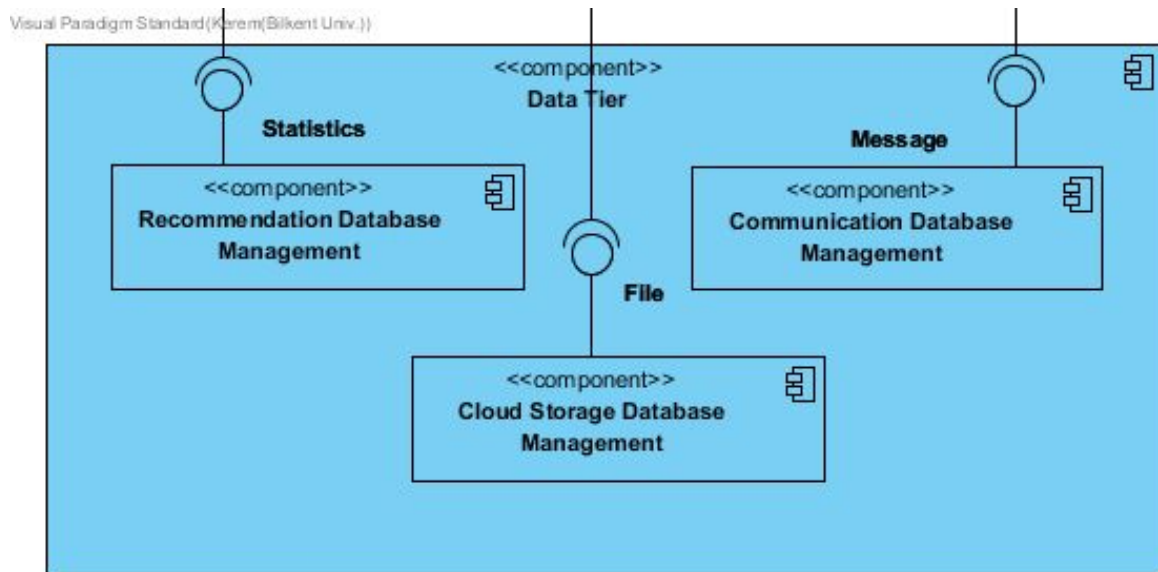 Visual Paradigm Standard(Kerem(Bilkent Univ.))
<<component>>
Data Tier
Statistics
Message
<<component>>
Recommendation Database
Management
<<component>>
Communication Database
Management
File
<<component>>
Cloud Storage Database
Management